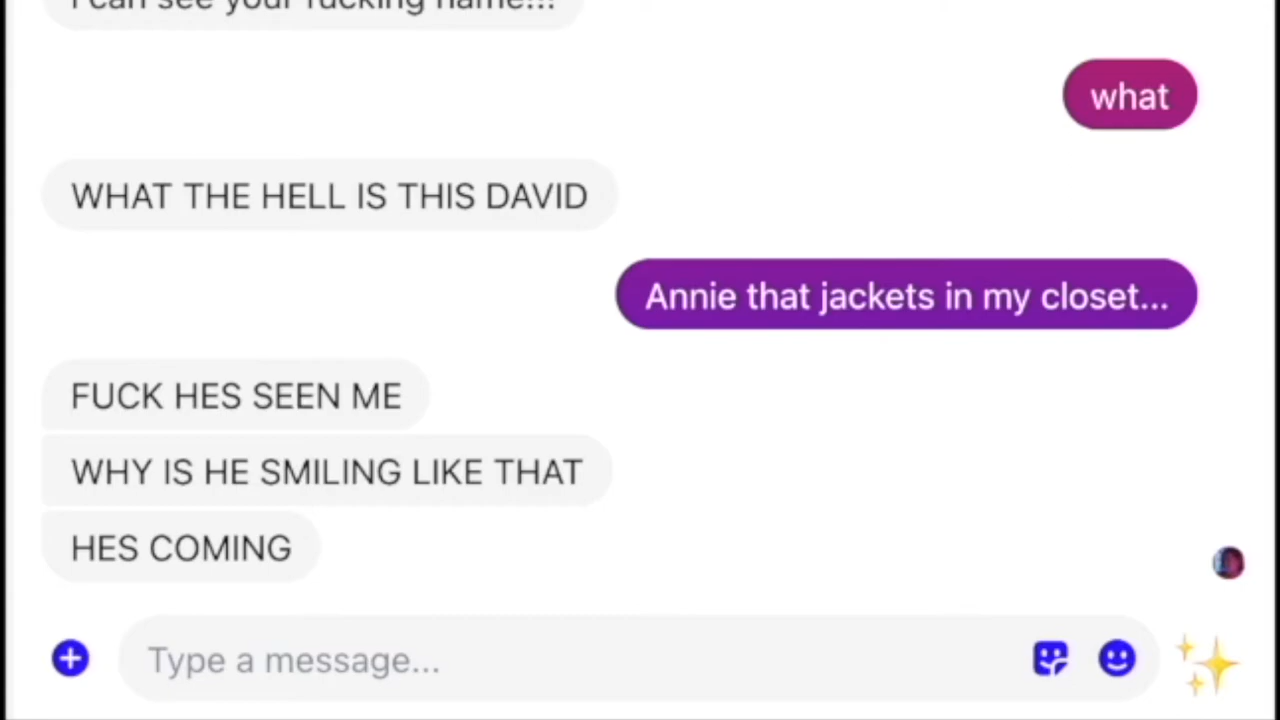 I can see your fucking name...
what
WHAT THE HELL IS THIS DAVID
Annie that jackets in my closet...
FUCK HES SEEN ME
WHY IS HE SMILING LIKE THAT
HES COMING
Type a message...